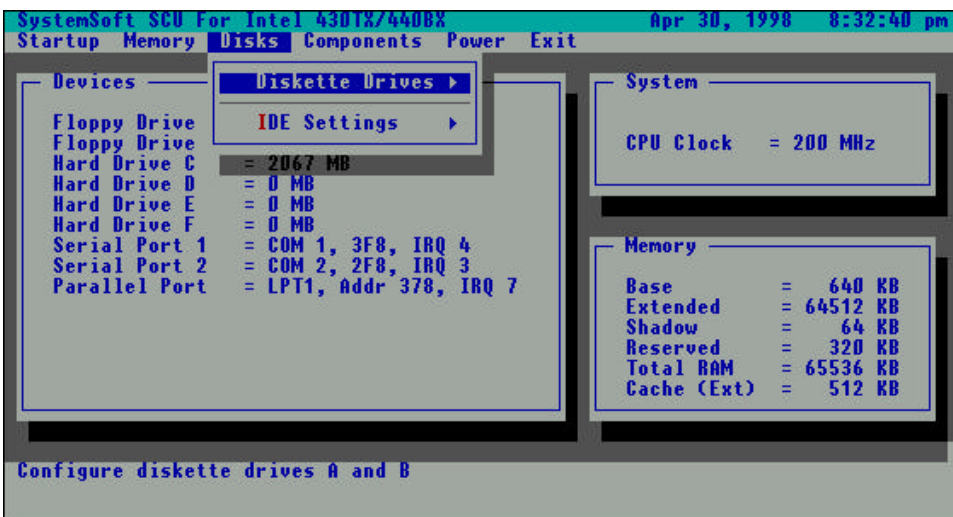 SystemSoft SCU For Intel 430TX/440BX Apr 30, 1998 8:32:40 pm
Startup Memory Disks Components Power Exit
Devices
Diskette Drives
IDE Settings
Floppy Drive
Floppy Drive
Hard Drive C = 2067 MB
Hard Drive D = 0 MB
Hard Drive E = 0 MB
Hard Drive F = 0 MB
Serial Port 1 = COM 1, 3F8, IRQ 4
Serial Port 2 = COM 2, 2F8, IRQ 3
Parallel Port = LPT1, Addr 378, IRQ 7
System
CPU Clock = 200 MHz
Memory
Base = 640 KB
Extended = 64512 KB
Shadow = 64 KB
Reserved = 320 KB
Total RAM = 65536 KB
Cache (Ext) = 512 KB
Configure diskette drives A and B